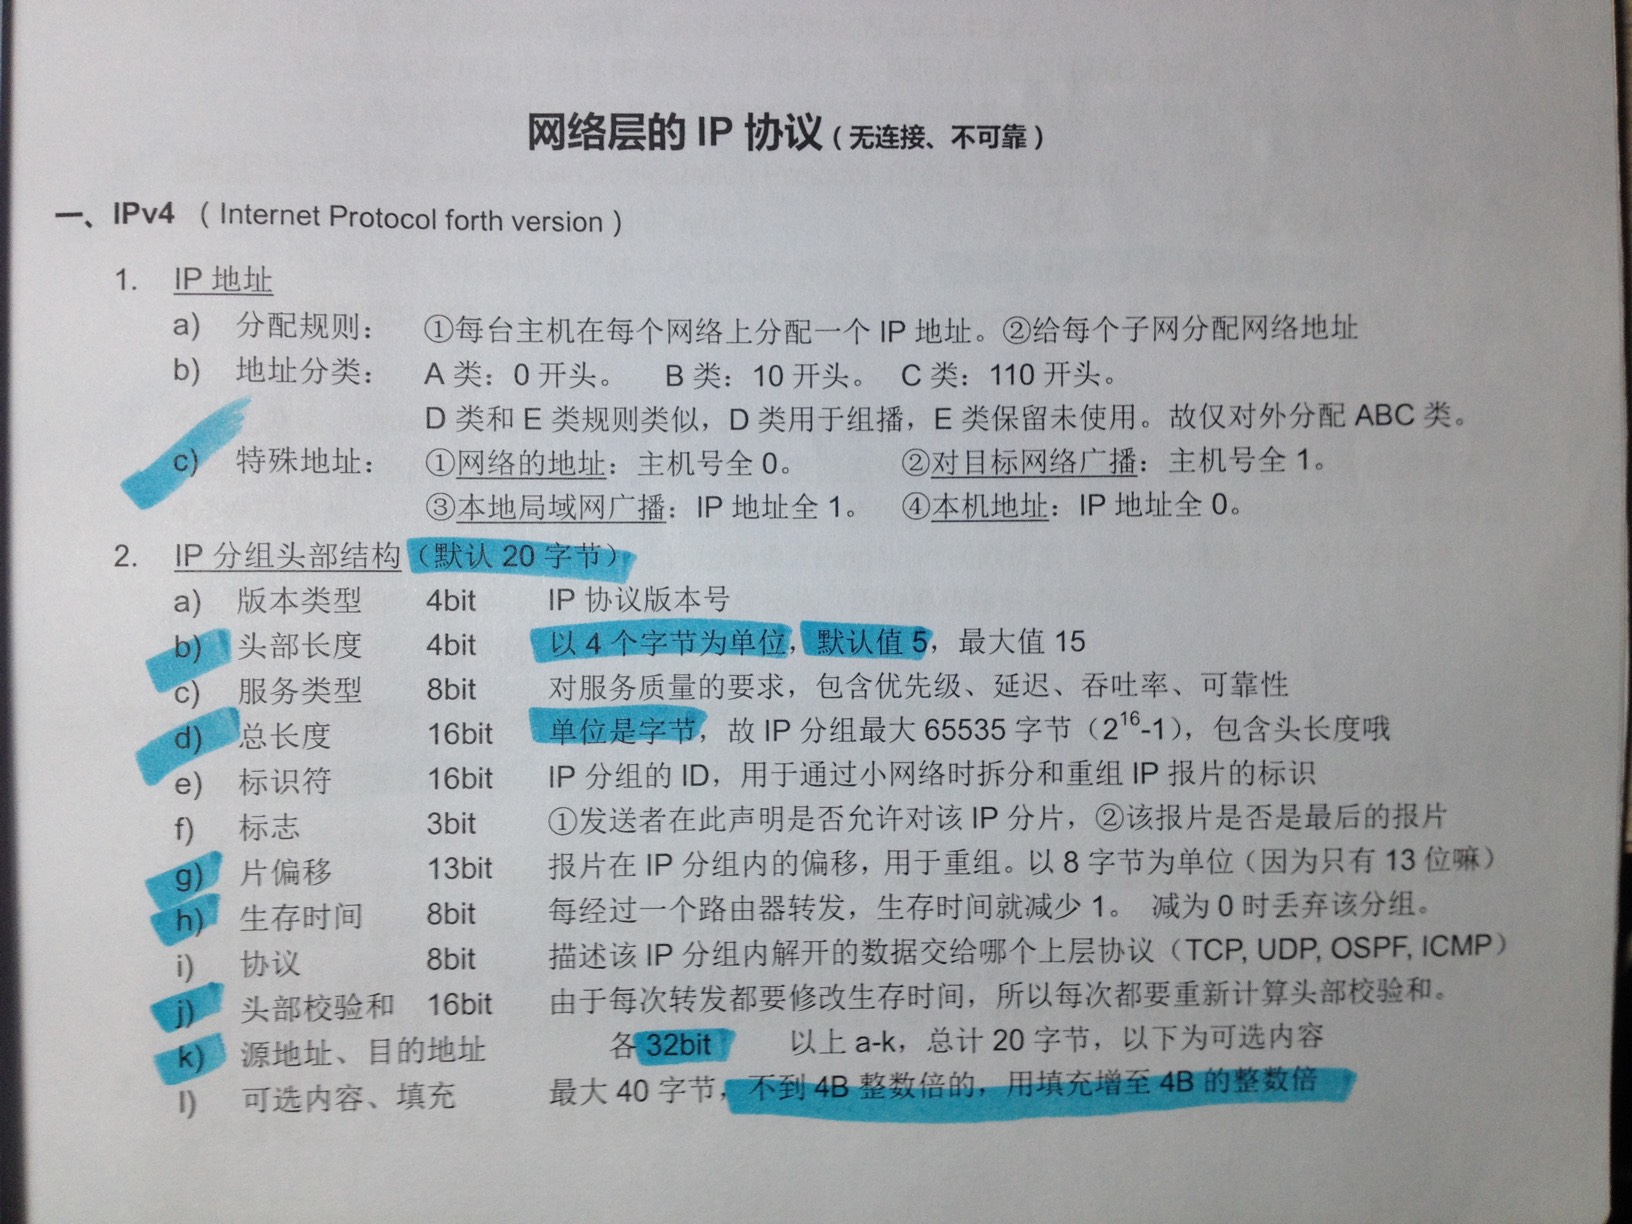 网络层的 IP 协议（无连接、不可靠）
一、IPv4 （Internet Protocol forth version）
1. IP 地址
a) 分配规则： ①每台主机在每个网络上分配一个 IP 地址。②给每个子网分配网络地址
b) 地址分类： A 类：0 开头。 B 类：10 开头。 C 类：110 开头。
D 类和 E 类规则类似，D 类用于组播，E 类保留未使用。故仅对外分配 ABC 类。
c) 特殊地址： ①网络的地址：主机号全 0。 ②对目标网络广播：主机号全 1。
③本地局域网广播：IP 地址全 1。 ④本机地址：IP 地址全 0。
2. IP 分组头部结构（默认 20 字节）
a) 版本类型 4bit IP 协议版本号
b) 头部长度 4bit 以 4 个字节为单位，默认值 5，最大值 15
c) 服务类型 8bit 对服务质量的要求，包含优先级、延迟、吞吐率、可靠性
d) 总长度 16bit 单位是字节，故 IP 分组最大 65535 字节（2¹⁶-1），包含头长度哦
e) 标识符 16bit IP 分组的 ID，用于通过小网络时拆分和重组 IP 报片的标识
f) 标志 3bit ①发送者在此声明是否允许对该 IP 分片，②该报片是否是最后的报片
g) 片偏移 13bit 报片在 IP 分组内的偏移，用于重组。以 8 字节为单位（因为只有 13 位嘛）
h) 生存时间 8bit 每经过一个路由器转发，生存时间就减少 1。 减为 0 时丢弃该分组。
i) 协议 8bit 描述该 IP 分组内解开的数据交给哪个上层协议（TCP, UDP, OSPF, ICMP）
j) 头部校验和 16bit 由于每次转发都要修改生存时间，所以每次都要重新计算头部校验和。
k) 源地址、目的地址 各 32bit 以上 a-k，总计 20 字节，以下为可选内容
l) 可选内容、填充 最大 40 字节，不到 4B 整数倍的，用填充增至 4B 的整数倍